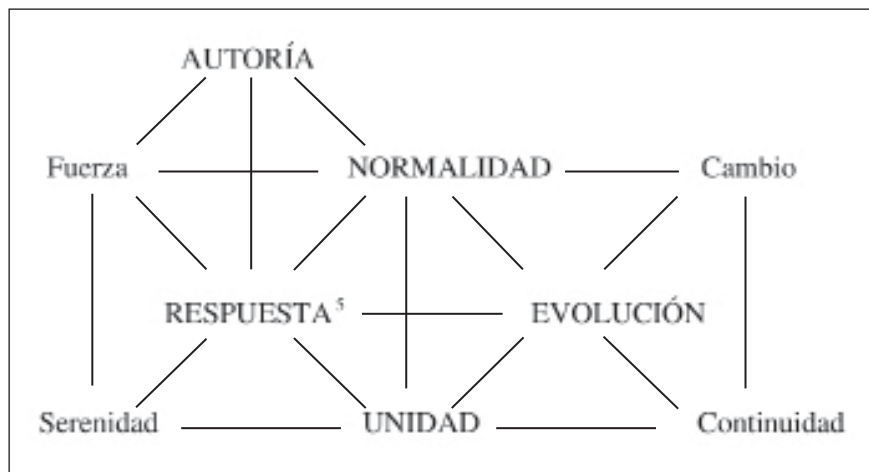 AUTORÍA
Fuerza NORMALIDAD Cambio
RESPUESTA⁵ EVOLUCIÓN
Serenidad UNIDAD Continuidad